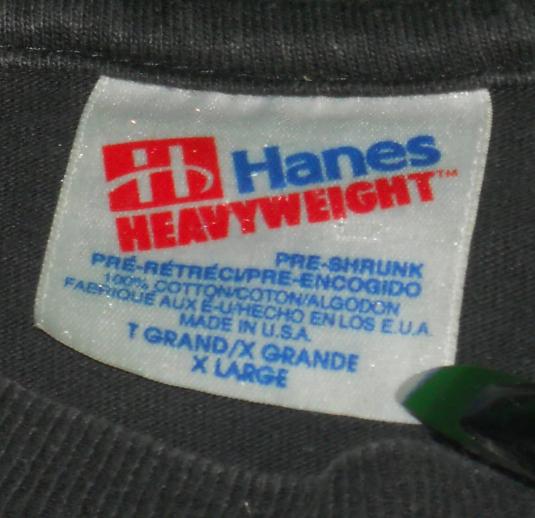 Hanes
HEAVYWEIGHT™
PRE-SHRUNK
PRÉ-RÉTRÉCI/PRE-ENCOGIDO
100% COTTON/COTON/ALGODON
FABRIQUE AUX É-U/HECHO EN LOS E.U.A.
MADE IN U.S.A.
T GRAND/X GRANDE
X LARGE